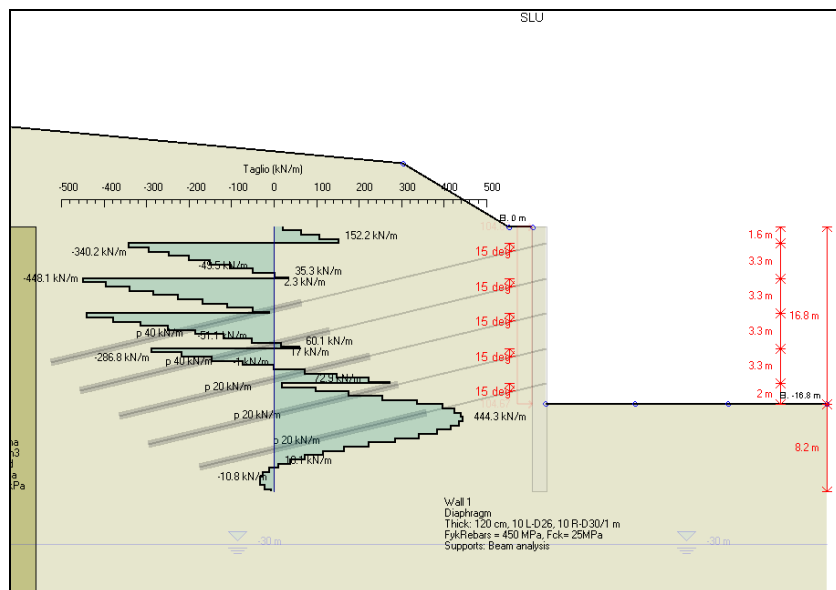 SLU
Taglio (kN/m)
-500 -400 -300 -200 -100 0 100 200 300 400 500
El. 0 m
152.2 kN/m
-340.2 kN/m
-49.5 kN/m
35.3 kN/m
2.3 kN/m
-448.1 kN/m
p 40 kN/m
-51.1 kN/m
60.1 kN/m
17 kN/m
-286.8 kN/m
p 40 kN/m
-1 kN/m
72.9 kN/m
p 20 kN/m
p 20 kN/m
444.3 kN/m
p 20 kN/m
10.1 kN/m
-10.8 kN/m
15 deg
15 deg
15 deg
15 deg
15 deg
1.6 m
3.3 m
3.3 m
3.3 m
3.3 m
2 m
16.8 m
El. -16.8 m
8.2 m
Wall 1
Diaphragm
Thick: 120 cm, 10 L-D26, 10 R-D30/1 m
FykRebars = 450 MPa, Fck= 25MPa
Supports: Beam analysis
-30 m
-30 m